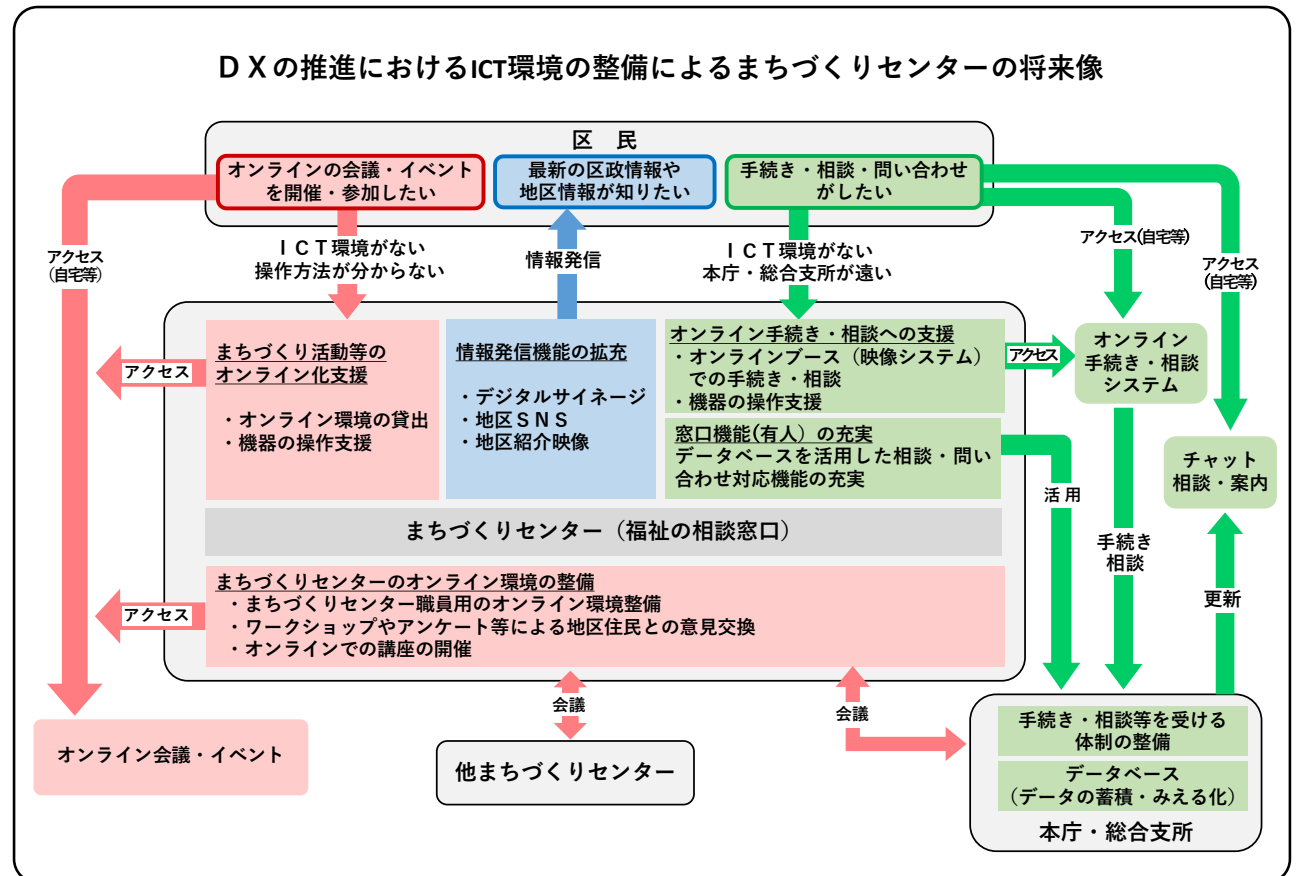 ＤＸの推進におけるICT環境の整備によるまちづくりセンターの将来像
区　民
オンラインの会議・イベント
を開催・参加したい
最新の区政情報や
地区情報が知りたい
手続き・相談・問い合わせ
がしたい
アクセス
（自宅等）
ＩＣＴ環境がない
操作方法が分からない
情報発信
ＩＣＴ環境がない
本庁・総合支所が遠い
アクセス(自宅等)
アクセス
(自宅等)
まちづくり活動等の
オンライン化支援
・オンライン環境の貸出
・機器の操作支援
アクセス
情報発信機能の拡充
・デジタルサイネージ
・地区ＳＮＳ
・地区紹介映像
オンライン手続き・相談への支援
・オンラインブース（映像システム）
での手続き・相談
・機器の操作支援
アクセス
オンライン
手続き・相談
システム
窓口機能(有人）の充実
データベースを活用した相談・問い
合わせ対応機能の充実
活用
チャット
相談・案内
まちづくりセンター（福祉の相談窓口）
手続き
相談
更新
まちづくりセンターのオンライン環境の整備
・まちづくりセンター職員用のオンライン環境整備
・ワークショップやアンケート等による地区住民との意見交換
・オンラインでの講座の開催
アクセス
会議
会議
オンライン会議・イベント
他まちづくりセンター
手続き・相談等を受ける
体制の整備
データベース
（データの蓄積・みえる化）
本庁・総合支所